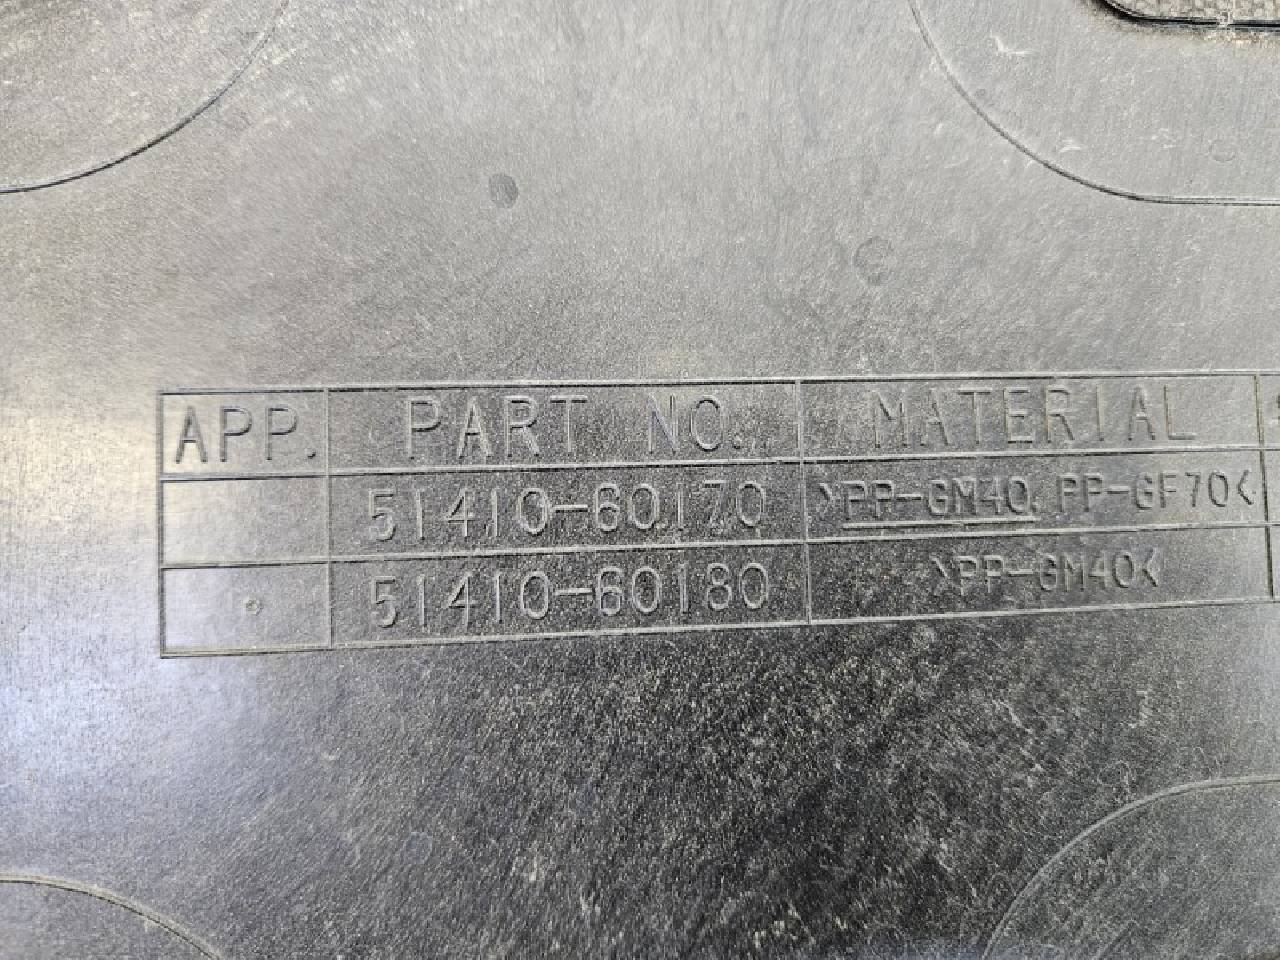 APP. PART NO. MATERIAL
51410-60170 >PP-GM40, PP-GF70<
51410-60180 >PP-GM40<